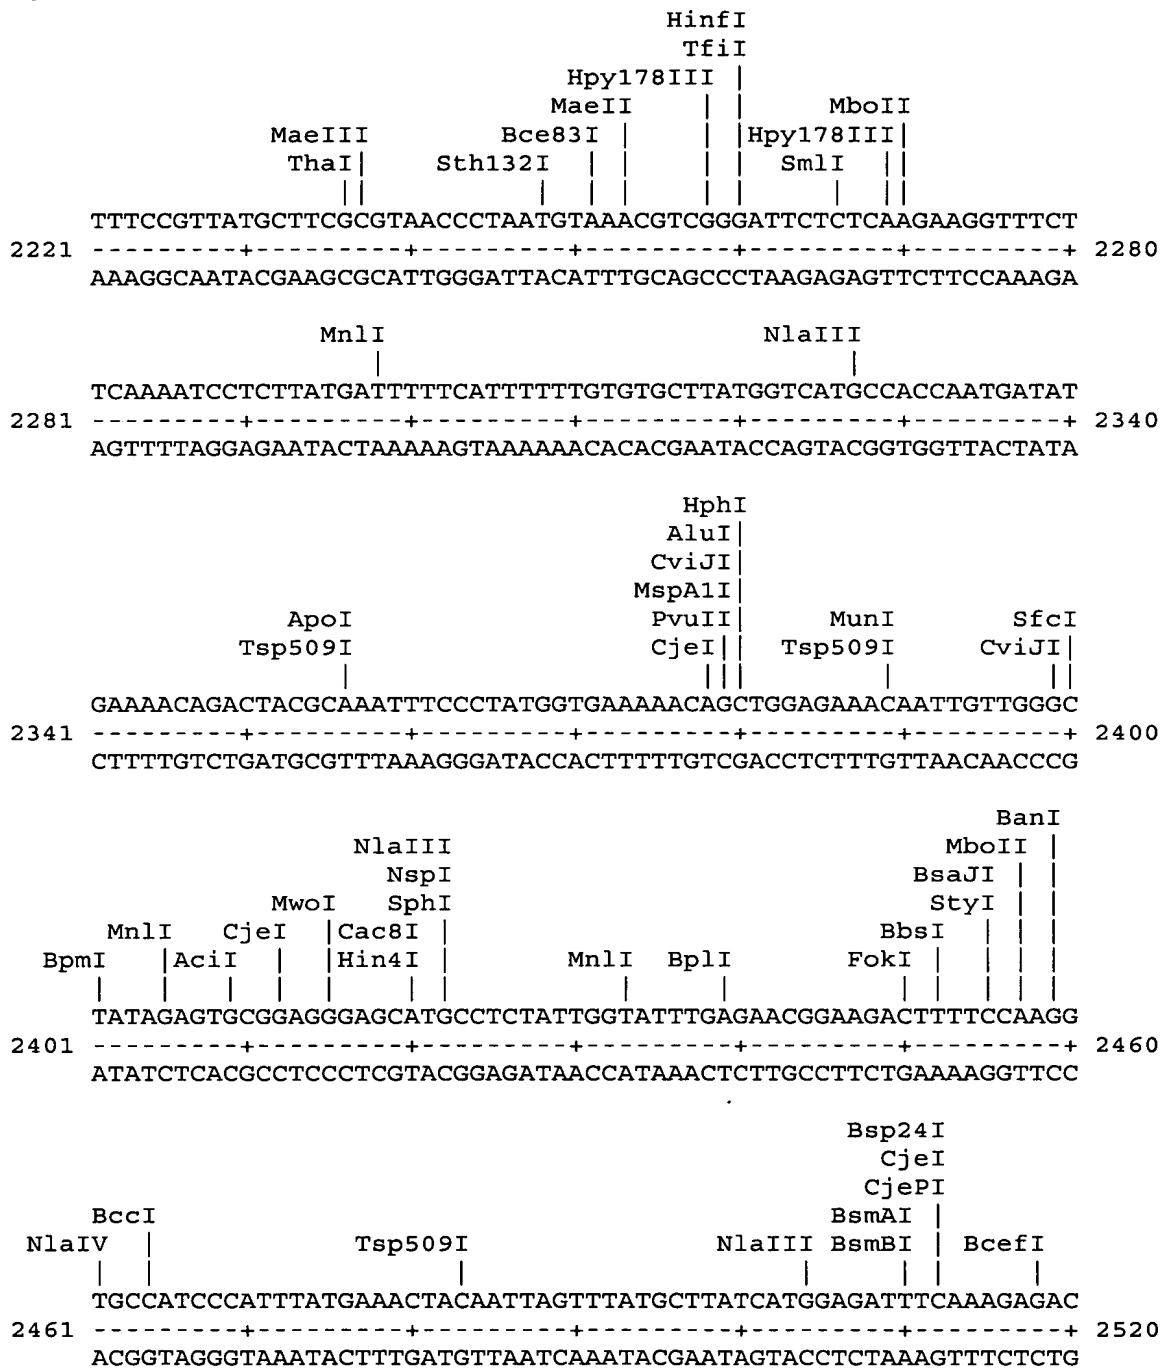 HinfI
TfiI
Hpy178III
MaeII MboII
MaeIII Bce83I Hpy178III
ThaI Sth132I SmlI
TTTCCGTTATGCTTCGCGTAACCCTAATGTAAACGTCGGGATTCTCTCAAGAAGGTTTCT
2221 ---------+---------+---------+---------+---------+---------+ 2280
AAAGGCAATACGAAGCGCATTGGGATTACATTTGCAGCCCTAAGAGAGTTCTTCCAAAGA
MnlI NlaIII
TCAAAATCCTCTTATGATTTTTCATTTTTTGTGTGCTTATGGTCATGCCACCAATGATAT
2281 ---------+---------+---------+---------+---------+---------+ 2340
AGTTTTAGGAGAATACTAAAAAGTAAAAAACACACGAATACCAGTACGGTGGTTACTATA
HphI
AluI
CviJI
MspA1I
ApoI PvuII MunI SfcI
Tsp509I CjeI Tsp509I CviJI
GAAAACAGACTACGCAAATTTCCCTATGGTGAAAAACAGCTGGAGAAACAATTGTTGGGC
2341 ---------+---------+---------+---------+---------+---------+ 2400
CTTTTGTCTGATGCGTTTAAAGGGATACCACTTTTTGTCGACCTCTTTGTTAACAACCCG
BanI
NlaIII MboII
NspI BsaJI
MwoI SphI StyI
MnlI CjeI Cac8I BbsI
BpmI AciI Hin4I MnlI BplI FokI
TATAGAGTGCGGAGGGAGCATGCCTCTATTGGTATTTGAGAACGGAAGACTTTTCCAAGG
2401 ---------+---------+---------+---------+---------+---------+ 2460
ATATCTCACGCCTCCCTCGTACGGAGATAACCATAAACTCTTGCCTTCTGAAAAGGTTCC
Bsp24I
CjeI
CjePI
BccI BsmAI
NlaIV Tsp509I NlaIII BsmBI BcefI
TGCCATCCCATTTATGAAACTACAATTAGTTTATGCTTATCATGGAGATTTCAAAGAGAC
2461 ---------+---------+---------+---------+---------+---------+ 2520
ACGGTAGGGTAAATACTTTGATGTTAATCAAATACGAATAGTACCTCTAAAGTTTCTCTG